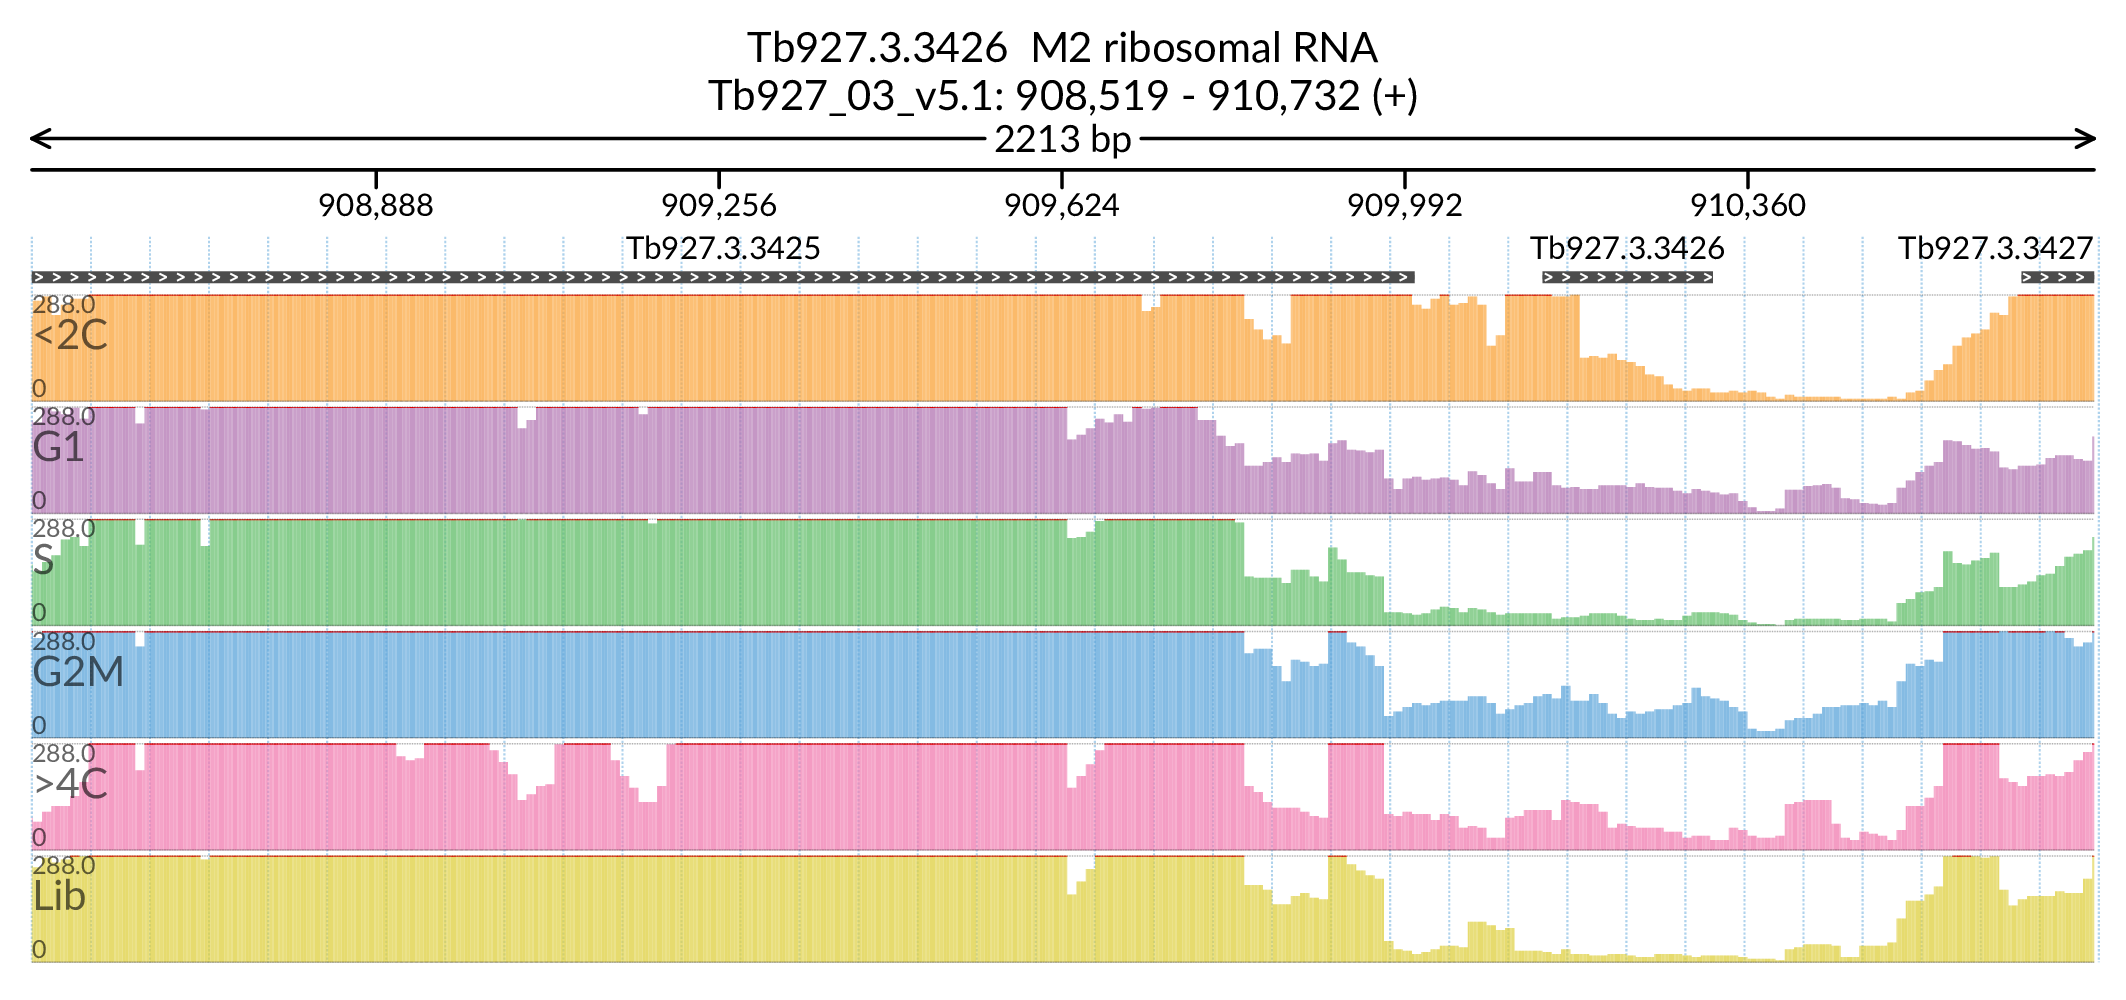 Tb927.3.3426  M2 ribosomal RNA
Tb927_03_v5.1: 908,519 - 910,732 (+)
2213 bp
908,888 909,256 909,624 909,992 910,360
Tb927.3.3425 Tb927.3.3426 Tb927.3.3427
288.0
<2C
0
288.0
G1
0
288.0
S
0
288.0
G2M
0
288.0
>4C
0
288.0
Lib
0